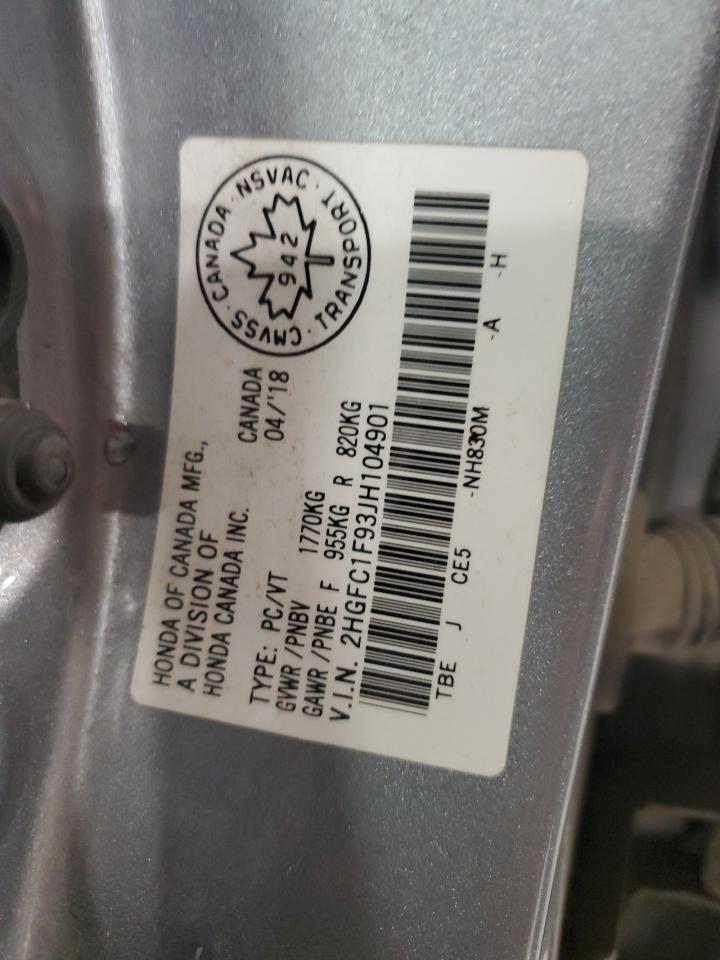 HONDA OF CANADA MFG.,
A DIVISION OF
HONDA CANADA INC.
CANADA
04/'18
CMVSS · CANADA · NSVAC · TRANSPORT ·
942
TYPE: PC/VT
GVWR /PNBV 1770KG
GAWR /PNBE F 955KG R 820KG
V.I.N. 2HGFC1F93JH104901
TBE J CE5 -NH830M -A -H